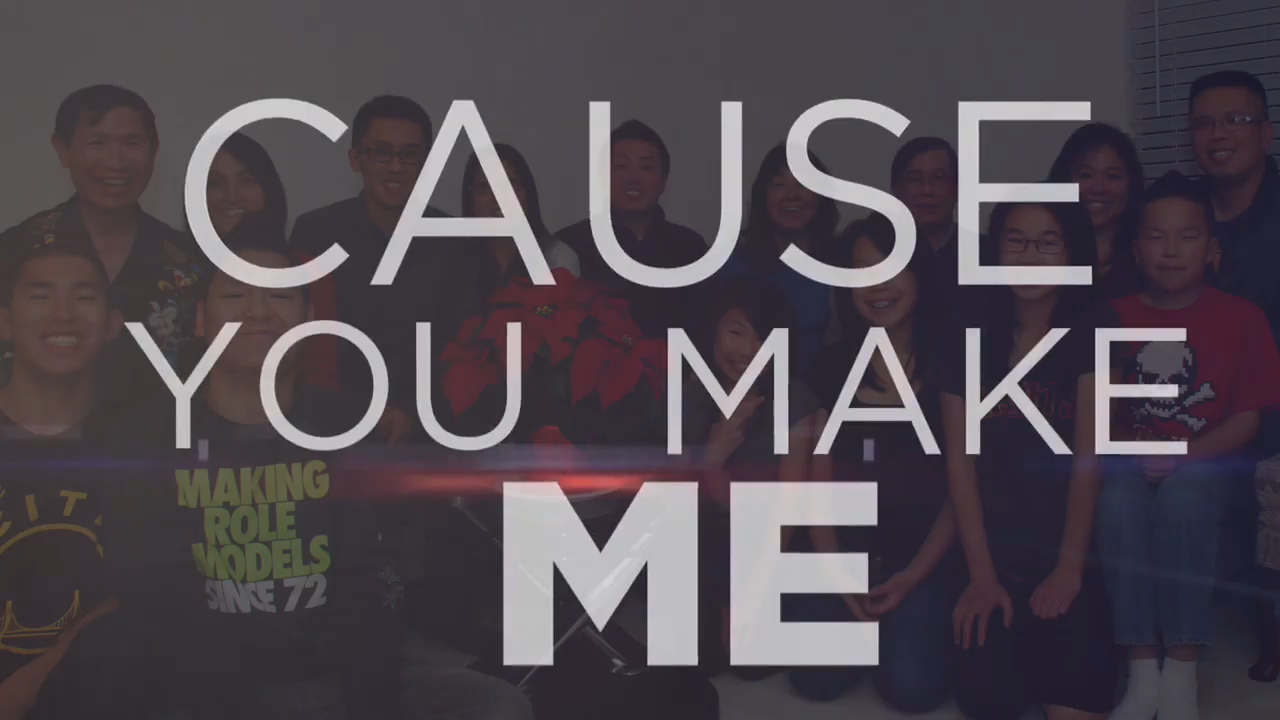 CAUSE
YOU MAKE
ME
MAKING
ROLE
MODELS
SINCE 72